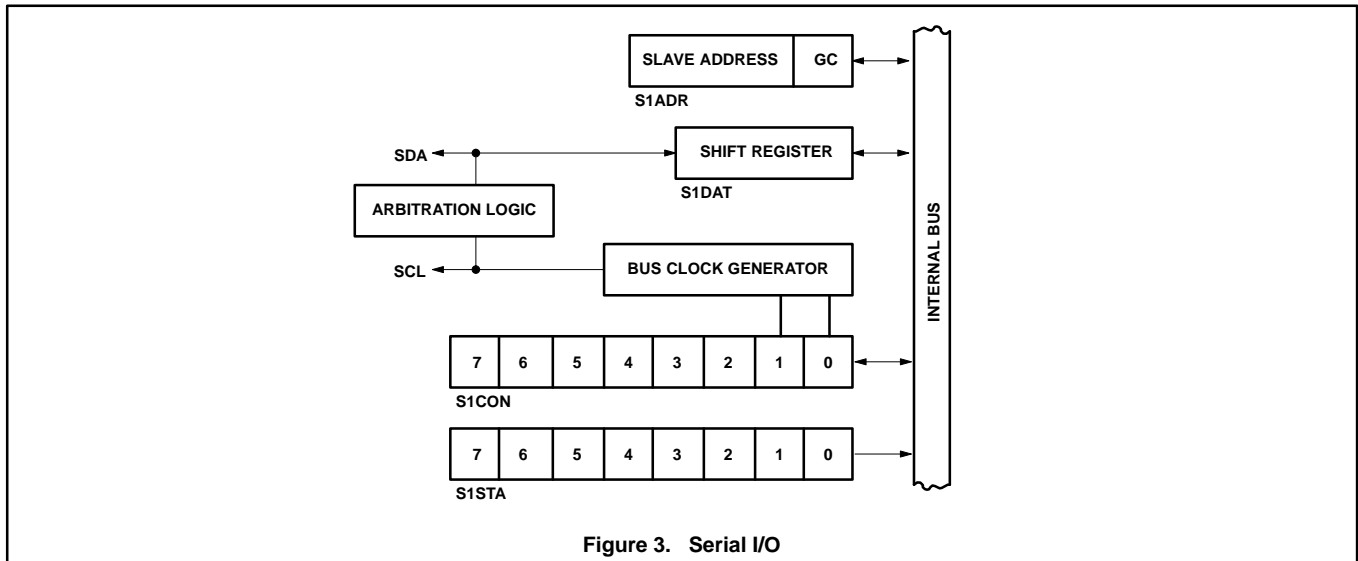 SLAVE ADDRESS GC
S1ADR
SDA
SHIFT REGISTER
S1DAT
ARBITRATION LOGIC
SCL
BUS CLOCK GENERATOR
INTERNAL BUS
7 6 5 4 3 2 1 0
S1CON
7 6 5 4 3 2 1 0
S1STA
Figure 3. Serial I/O